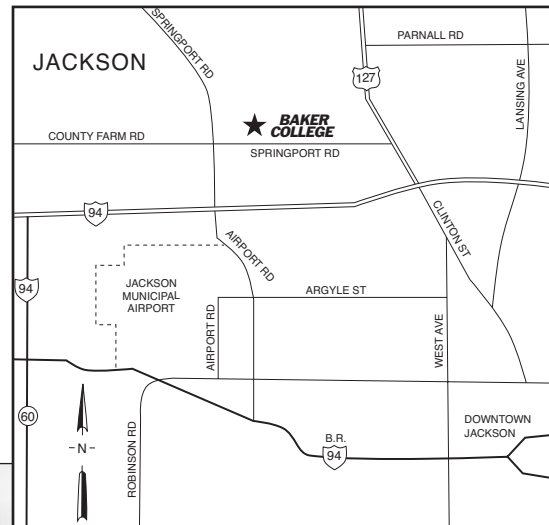 SPRINGPORT RD
PARNALL RD
JACKSON
127
LANSING AVE
BAKER
COLLEGE
COUNTY FARM RD
SPRINGPORT RD
94
CLINTON ST
AIRPORT RD
94
JACKSON
MUNICIPAL
AIRPORT
ARGYLE ST
AIRPORT RD
WEST AVE
60
DOWNTOWN
JACKSON
ROBINSON RD
-N-
B.R.
94